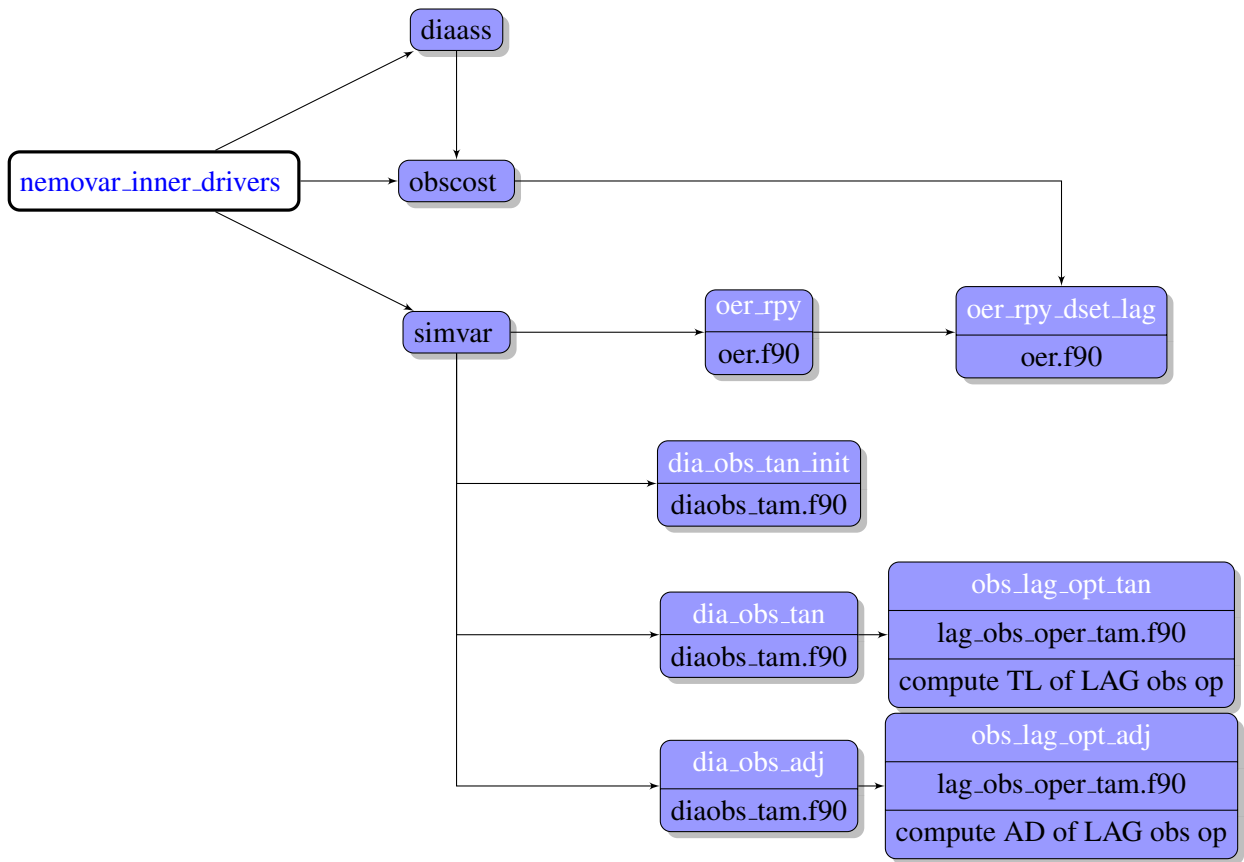 diaass
nemovar_inner_drivers
obscost
simvar
oer_rpy
oer.f90
oer_rpy_dset_lag
oer.f90
dia_obs_tan_init
diaobs_tam.f90
dia_obs_tan
diaobs_tam.f90
obs_lag_opt_tan
lag_obs_oper_tam.f90
compute TL of LAG obs op
dia_obs_adj
diaobs_tam.f90
obs_lag_opt_adj
lag_obs_oper_tam.f90
compute AD of LAG obs op